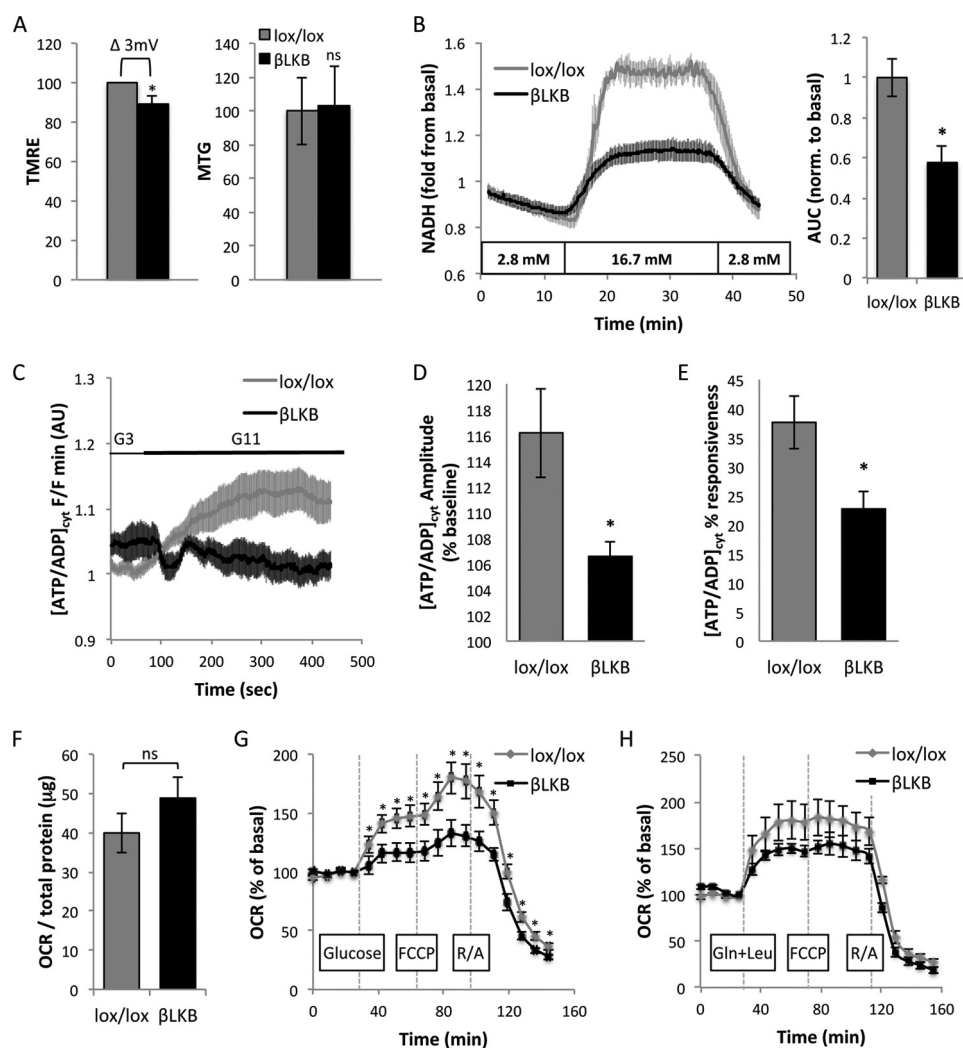 A
Δ 3mV
*
TMRE
120
100
80
60
40
20
0
lox/lox
βLKB
ns
MTG
140
120
100
80
60
40
20
0
B
lox/lox
βLKB
NADH (fold from basal)
1.6
1.4
1.2
1
0.8
0.6
2.8 mM
16.7 mM
2.8 mM
0
10
20
30
40
50
Time (min)
AUC (norm. to basal)
1.2
1
0.8
0.6
0.4
0.2
0
*
lox/lox
βLKB
C
lox/lox
βLKB
G3
G11
[ATP/ADP]cyt F/F min (AU)
1.3
1.2
1.1
1
0.9
0
100
200
300
400
500
Time (sec)
D
[ATP/ADP]cyt Amplitude
(% baseline)
120
118
116
114
112
110
108
106
104
102
100
*
lox/lox
βLKB
E
[ATP/ADP]cyt % responsiveness
45
40
35
30
25
20
15
10
5
0
*
lox/lox
βLKB
F
OCR / total protein (µg)
60
50
40
30
20
10
0
ns
lox/lox
βLKB
G
lox/lox
βLKB
OCR (% of basal)
200
150
100
50
0
* * * * * * * * * * * * * *
Glucose
FCCP
R/A
0
40
80
120
160
Time (min)
H
lox/lox
βLKB
OCR (% of basal)
250
200
150
100
50
0
Gln+Leu
FCCP
R/A
0
40
80
120
160
Time (min)